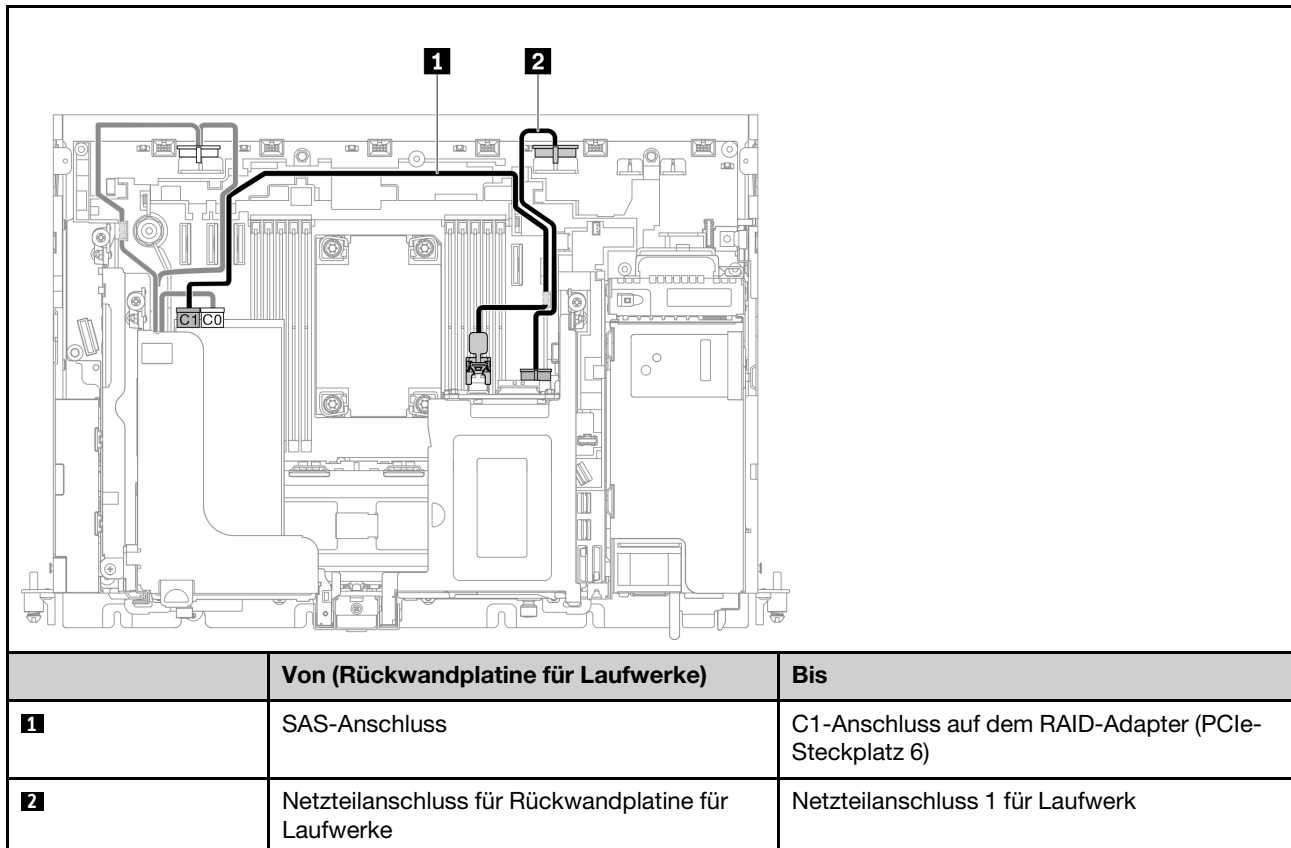 1 2
C1 C0
Von (Rückwandplatine für Laufwerke) Bis
1 SAS-Anschluss C1-Anschluss auf dem RAID-Adapter (PCIe-
Steckplatz 6)
2 Netzteilanschluss für Rückwandplatine für Netzteilanschluss 1 für Laufwerk
Laufwerke